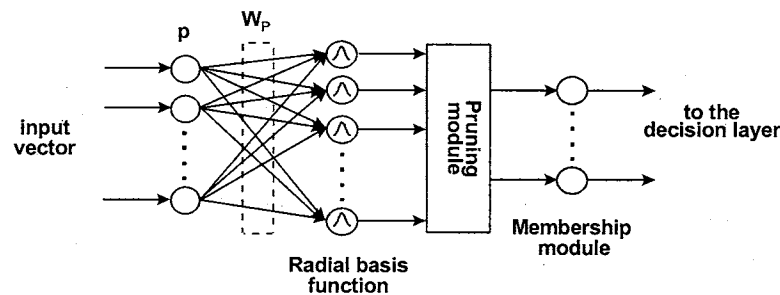 p
W_P
input
vector
Pruning
module
to the
decision layer
Radial basis
function
Membership
module